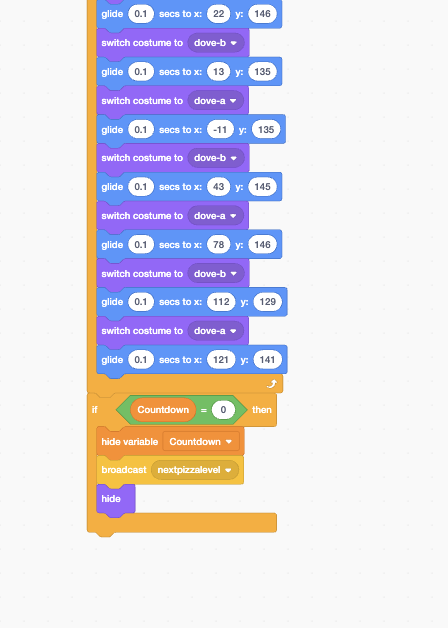 glide 0.1 secs to x: 22 y: 146
switch costume to dove-b
glide 0.1 secs to x: 13 y: 135
switch costume to dove-a
glide 0.1 secs to x: -11 y: 135
switch costume to dove-b
glide 0.1 secs to x: 43 y: 145
switch costume to dove-a
glide 0.1 secs to x: 78 y: 146
switch costume to dove-b
glide 0.1 secs to x: 112 y: 129
switch costume to dove-a
glide 0.1 secs to x: 121 y: 141
if Countdown = 0 then
hide variable Countdown
broadcast nextpizzalevel
hide